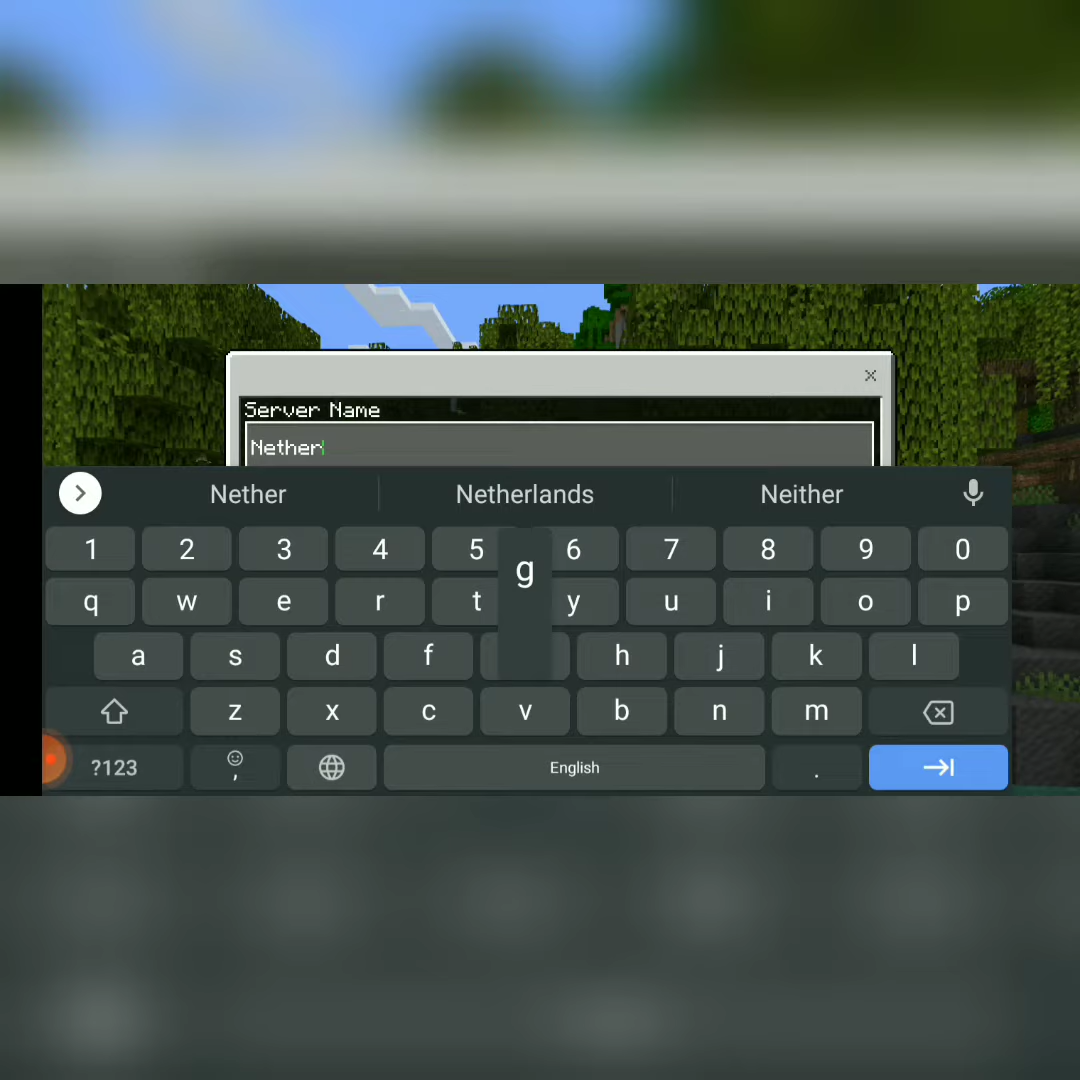 Server Name
Nether
Nether Netherlands Neither
1 2 3 4 5 6 7 8 9 0
g
q w e r t y u i o p
a s d f h j k l
z x c v b n m
?123 , English .